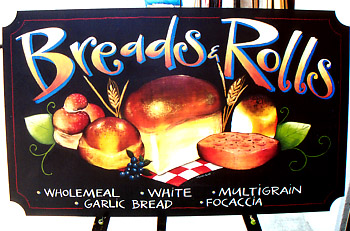 Breads & Rolls
• WHOLEMEAL • WHITE • MULTIGRAIN
• GARLIC BREAD • FOCACCIA